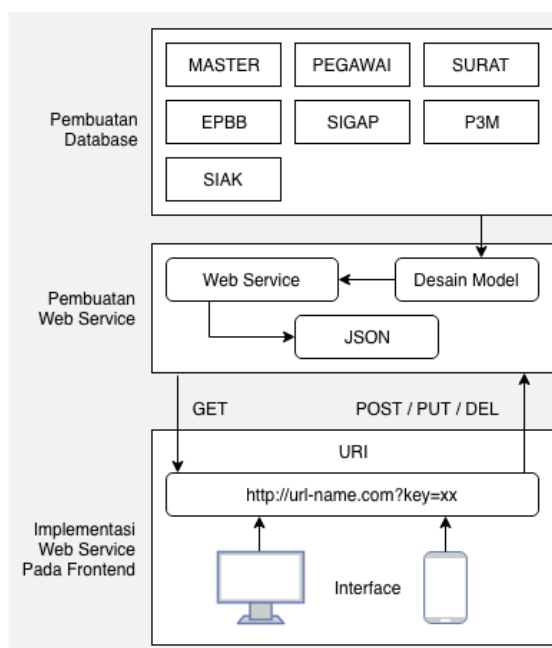 MASTER
PEGAWAI
SURAT
Pembuatan
Database
EPBB
SIGAP
P3M
SIAK
Pembuatan
Web Service
Web Service
Desain Model
JSON
GET
POST / PUT / DEL
URI
http://url-name.com?key=xx
Implementasi
Web Service
Pada Frontend
Interface